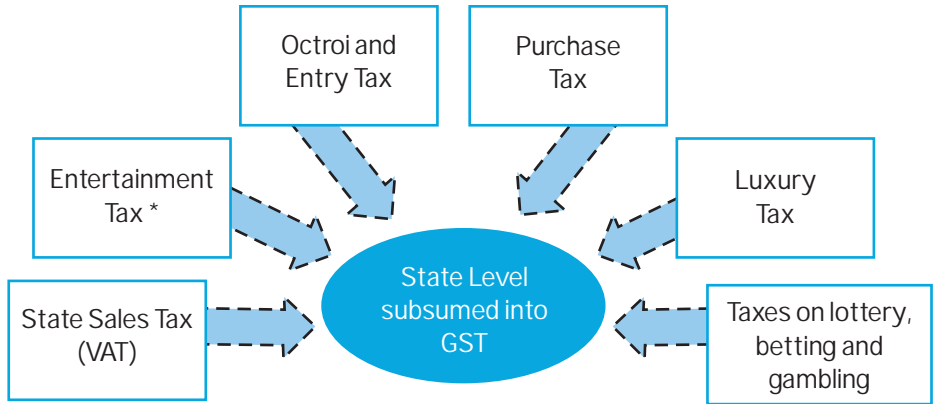 Octroi and
Entry Tax
Purchase
Tax
Entertainment
Tax *
Luxury
Tax
State Sales Tax
(VAT)
State Level
subsumed into
GST
Taxes on lottery,
betting and
gambling